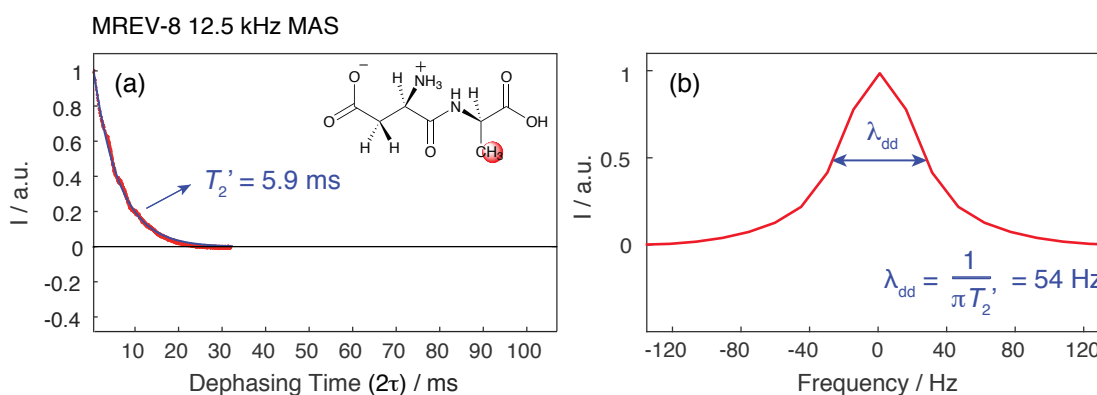 MREV-8 12.5 kHz MAS
(a)
I / a.u.
1
0.8
0.6
0.4
0.2
0
-0.2
-0.4
10 20 30 40 50 60 70 80 90 100
Dephasing Time (2τ) / ms
T₂' = 5.9 ms
O⁻
H
+
NH₃
O
H
H
N
H
O
OH
H
H
O
CH₃
(b)
I / a.u.
1
0.5
0
-120 -80 -40 0 40 80 120
Frequency / Hz
λdd
λdd = 1 / πT₂' = 54 Hz